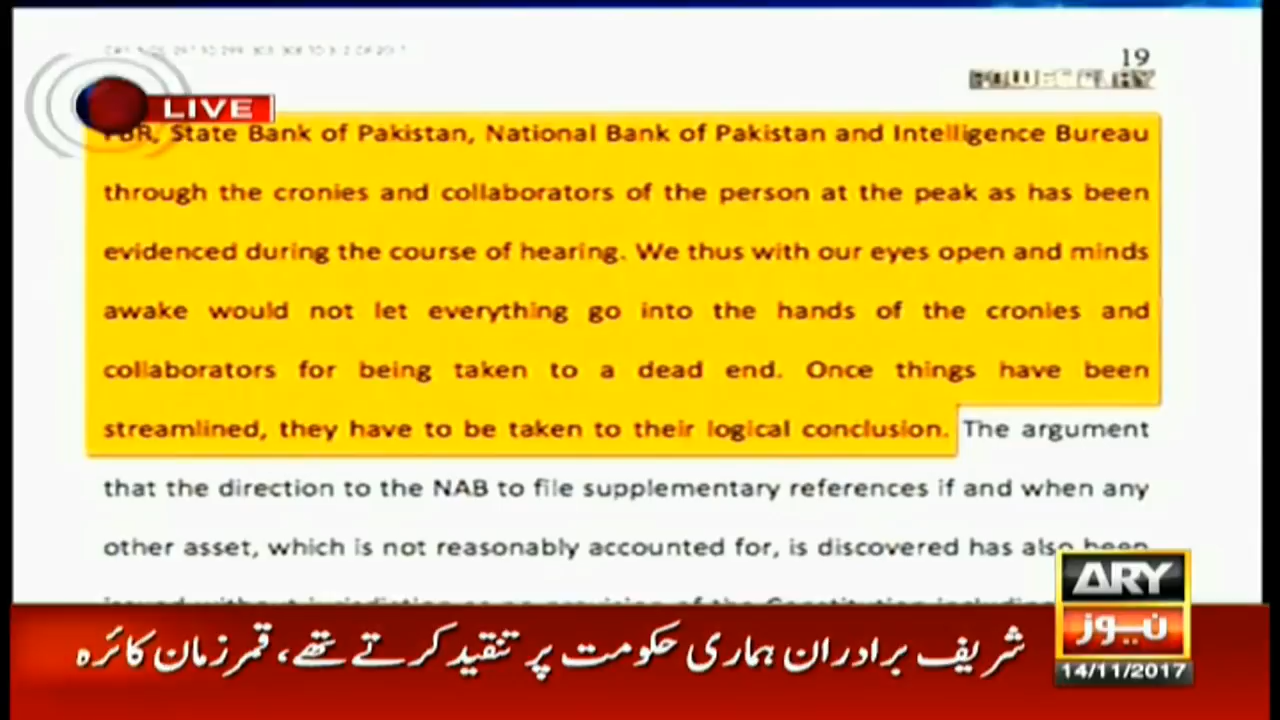 19
POWER PLAY
LIVE
FBR, State Bank of Pakistan, National Bank of Pakistan and Intelligence Bureau
through the cronies and collaborators of the person at the peak as has been
evidenced during the course of hearing. We thus with our eyes open and minds
awake would not let everything go into the hands of the cronies and
collaborators for being taken to a dead end. Once things have been
streamlined, they have to be taken to their logical conclusion. The argument
that the direction to the NAB to file supplementary references if and when any
other asset, which is not reasonably accounted for, is discovered has also been
ARY
نیوز
شریف برادران ہماری حکومت پر تنقید کرتے تھے، قمر زمان کائرہ
14/11/2017